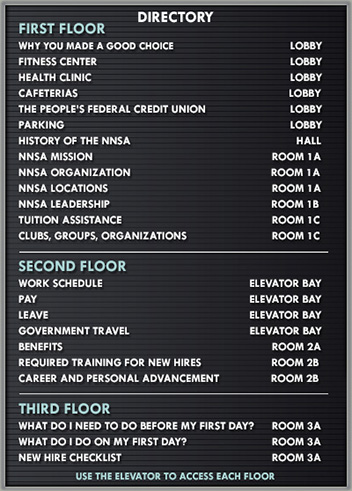 DIRECTORY
FIRST FLOOR
WHY YOU MADE A GOOD CHOICE LOBBY
FITNESS CENTER LOBBY
HEALTH CLINIC LOBBY
CAFETERIAS LOBBY
THE PEOPLE'S FEDERAL CREDIT UNION LOBBY
PARKING LOBBY
HISTORY OF THE NNSA HALL
NNSA MISSION ROOM 1A
NNSA ORGANIZATION ROOM 1A
NNSA LOCATIONS ROOM 1A
NNSA LEADERSHIP ROOM 1B
TUITION ASSISTANCE ROOM 1C
CLUBS, GROUPS, ORGANIZATIONS ROOM 1C
SECOND FLOOR
WORK SCHEDULE ELEVATOR BAY
PAY ELEVATOR BAY
LEAVE ELEVATOR BAY
GOVERNMENT TRAVEL ELEVATOR BAY
BENEFITS ROOM 2A
REQUIRED TRAINING FOR NEW HIRES ROOM 2B
CAREER AND PERSONAL ADVANCEMENT ROOM 2B
THIRD FLOOR
WHAT DO I NEED TO DO BEFORE MY FIRST DAY? ROOM 3A
WHAT DO I DO ON MY FIRST DAY? ROOM 3A
NEW HIRE CHECKLIST ROOM 3A
USE THE ELEVATOR TO ACCESS EACH FLOOR